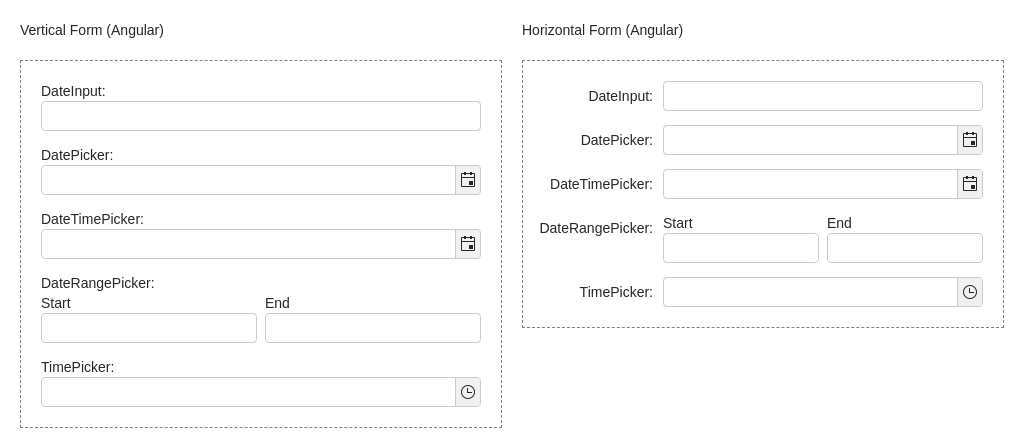 Vertical Form (Angular)
DateInput:
DatePicker:
DateTimePicker:
DateRangePicker:
Start End
TimePicker:
Horizontal Form (Angular)
DateInput:
DatePicker:
DateTimePicker:
DateRangePicker: Start End
TimePicker: